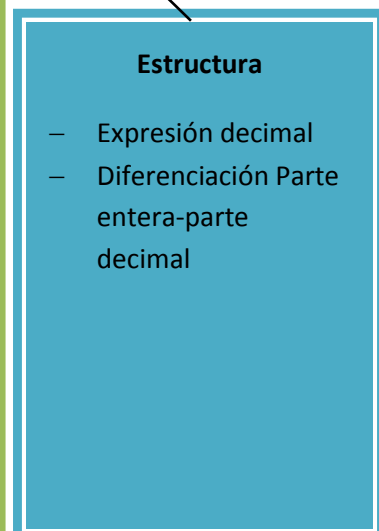 Estructura
– Expresión decimal
– Diferenciación Parte
entera-parte
decimal